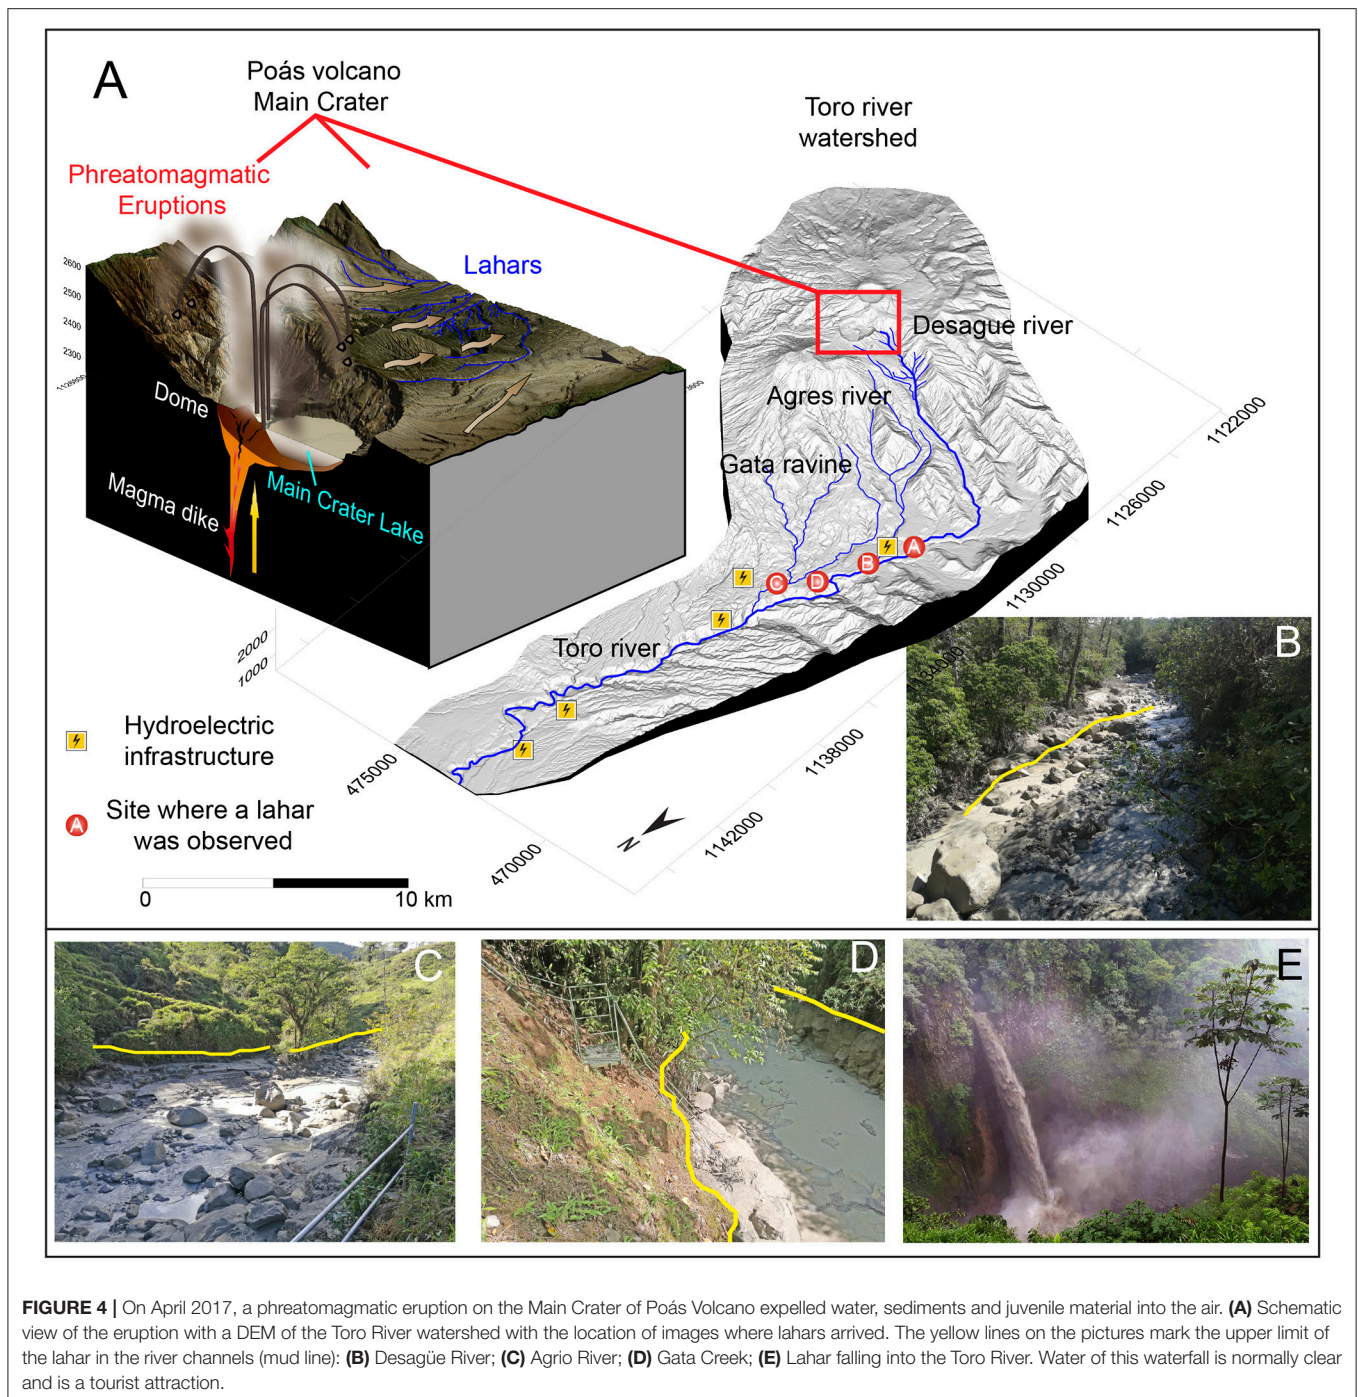 A
Poás volcano
Main Crater
Phreatomagmatic
Eruptions
Lahars
2600
2500
2400
2300
Dome
Magma dike
Main Crater Lake
Toro river
watershed
Desague river
Agres river
Gata ravine
A
B
D
C
Toro river
1122000
1126000
1130000
1134000
1138000
1142000
2000
1000
475000
470000
N
Hydroelectric
infrastructure
A
Site where a lahar
was observed
0
10 km
B
C
D
E
FIGURE 4 | On April 2017, a phreatomagmatic eruption on the Main Crater of Poás Volcano expelled water, sediments and juvenile material into the air. (A) Schematic
view of the eruption with a DEM of the Toro River watershed with the location of images where lahars arrived. The yellow lines on the pictures mark the upper limit of
the lahar in the river channels (mud line): (B) Desagüe River; (C) Agrio River; (D) Gata Creek; (E) Lahar falling into the Toro River. Water of this waterfall is normally clear
and is a tourist attraction.